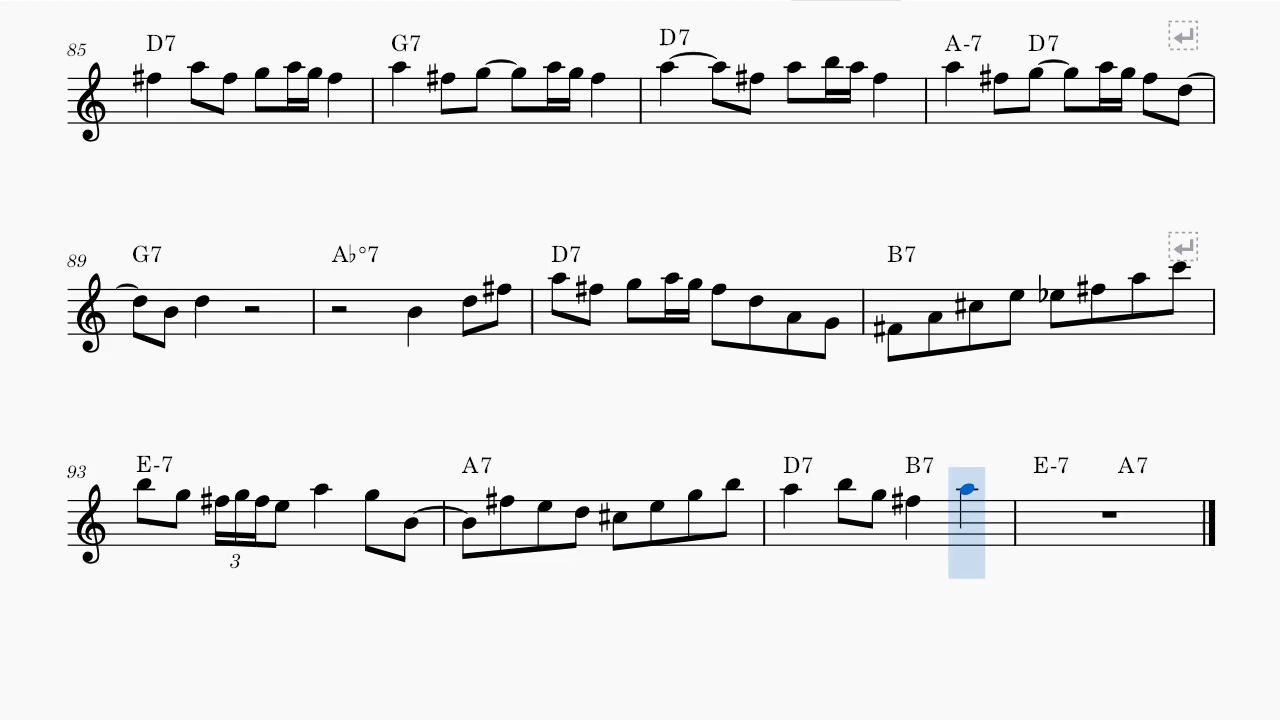 85 D7 G7 D7 A-7 D7
89 G7 A♭°7 D7 B7
93 E-7 A7 D7 B7 E-7 A7
3